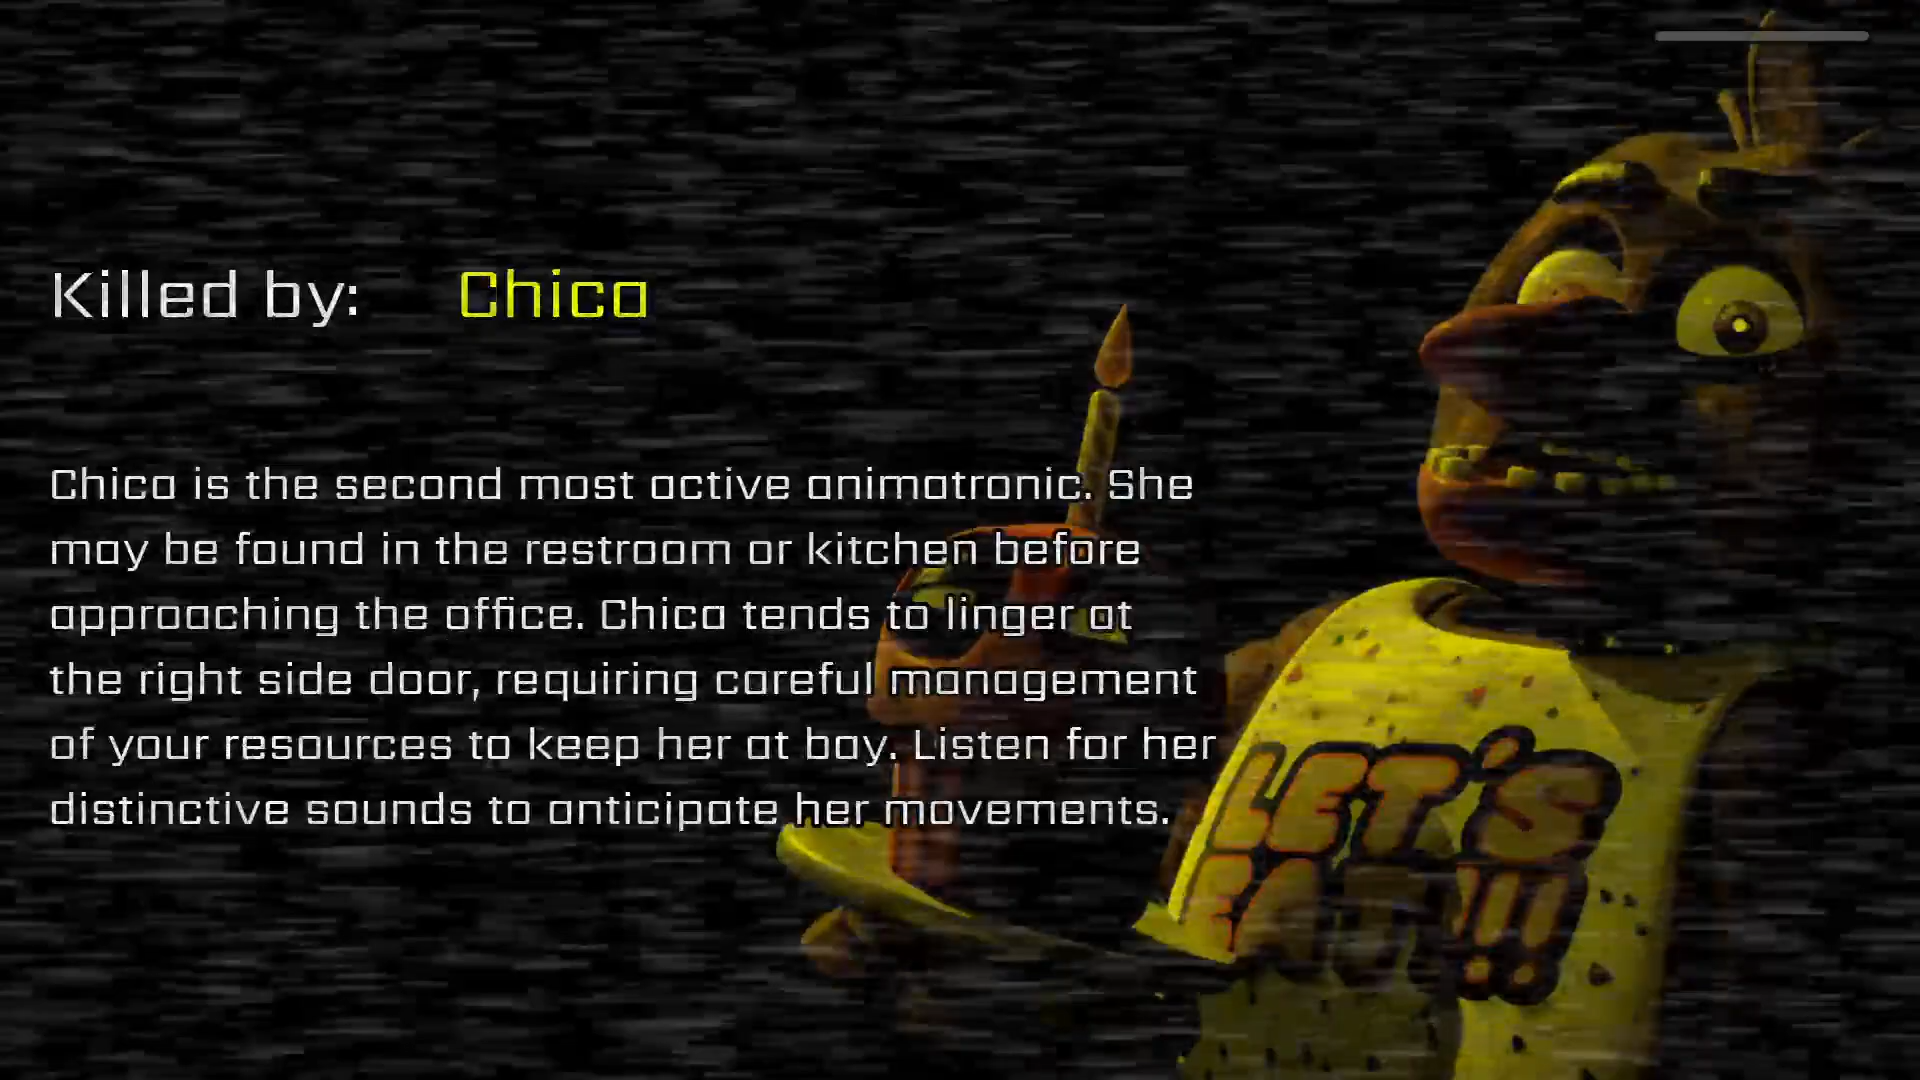 Killed by: Chica
Chica is the second most active animatronic. She
may be found in the restroom or kitchen before
approaching the office. Chica tends to linger at
the right side door, requiring careful management
of your resources to keep her at bay. Listen for her
distinctive sounds to anticipate her movements.
LET'S
EAT!!!